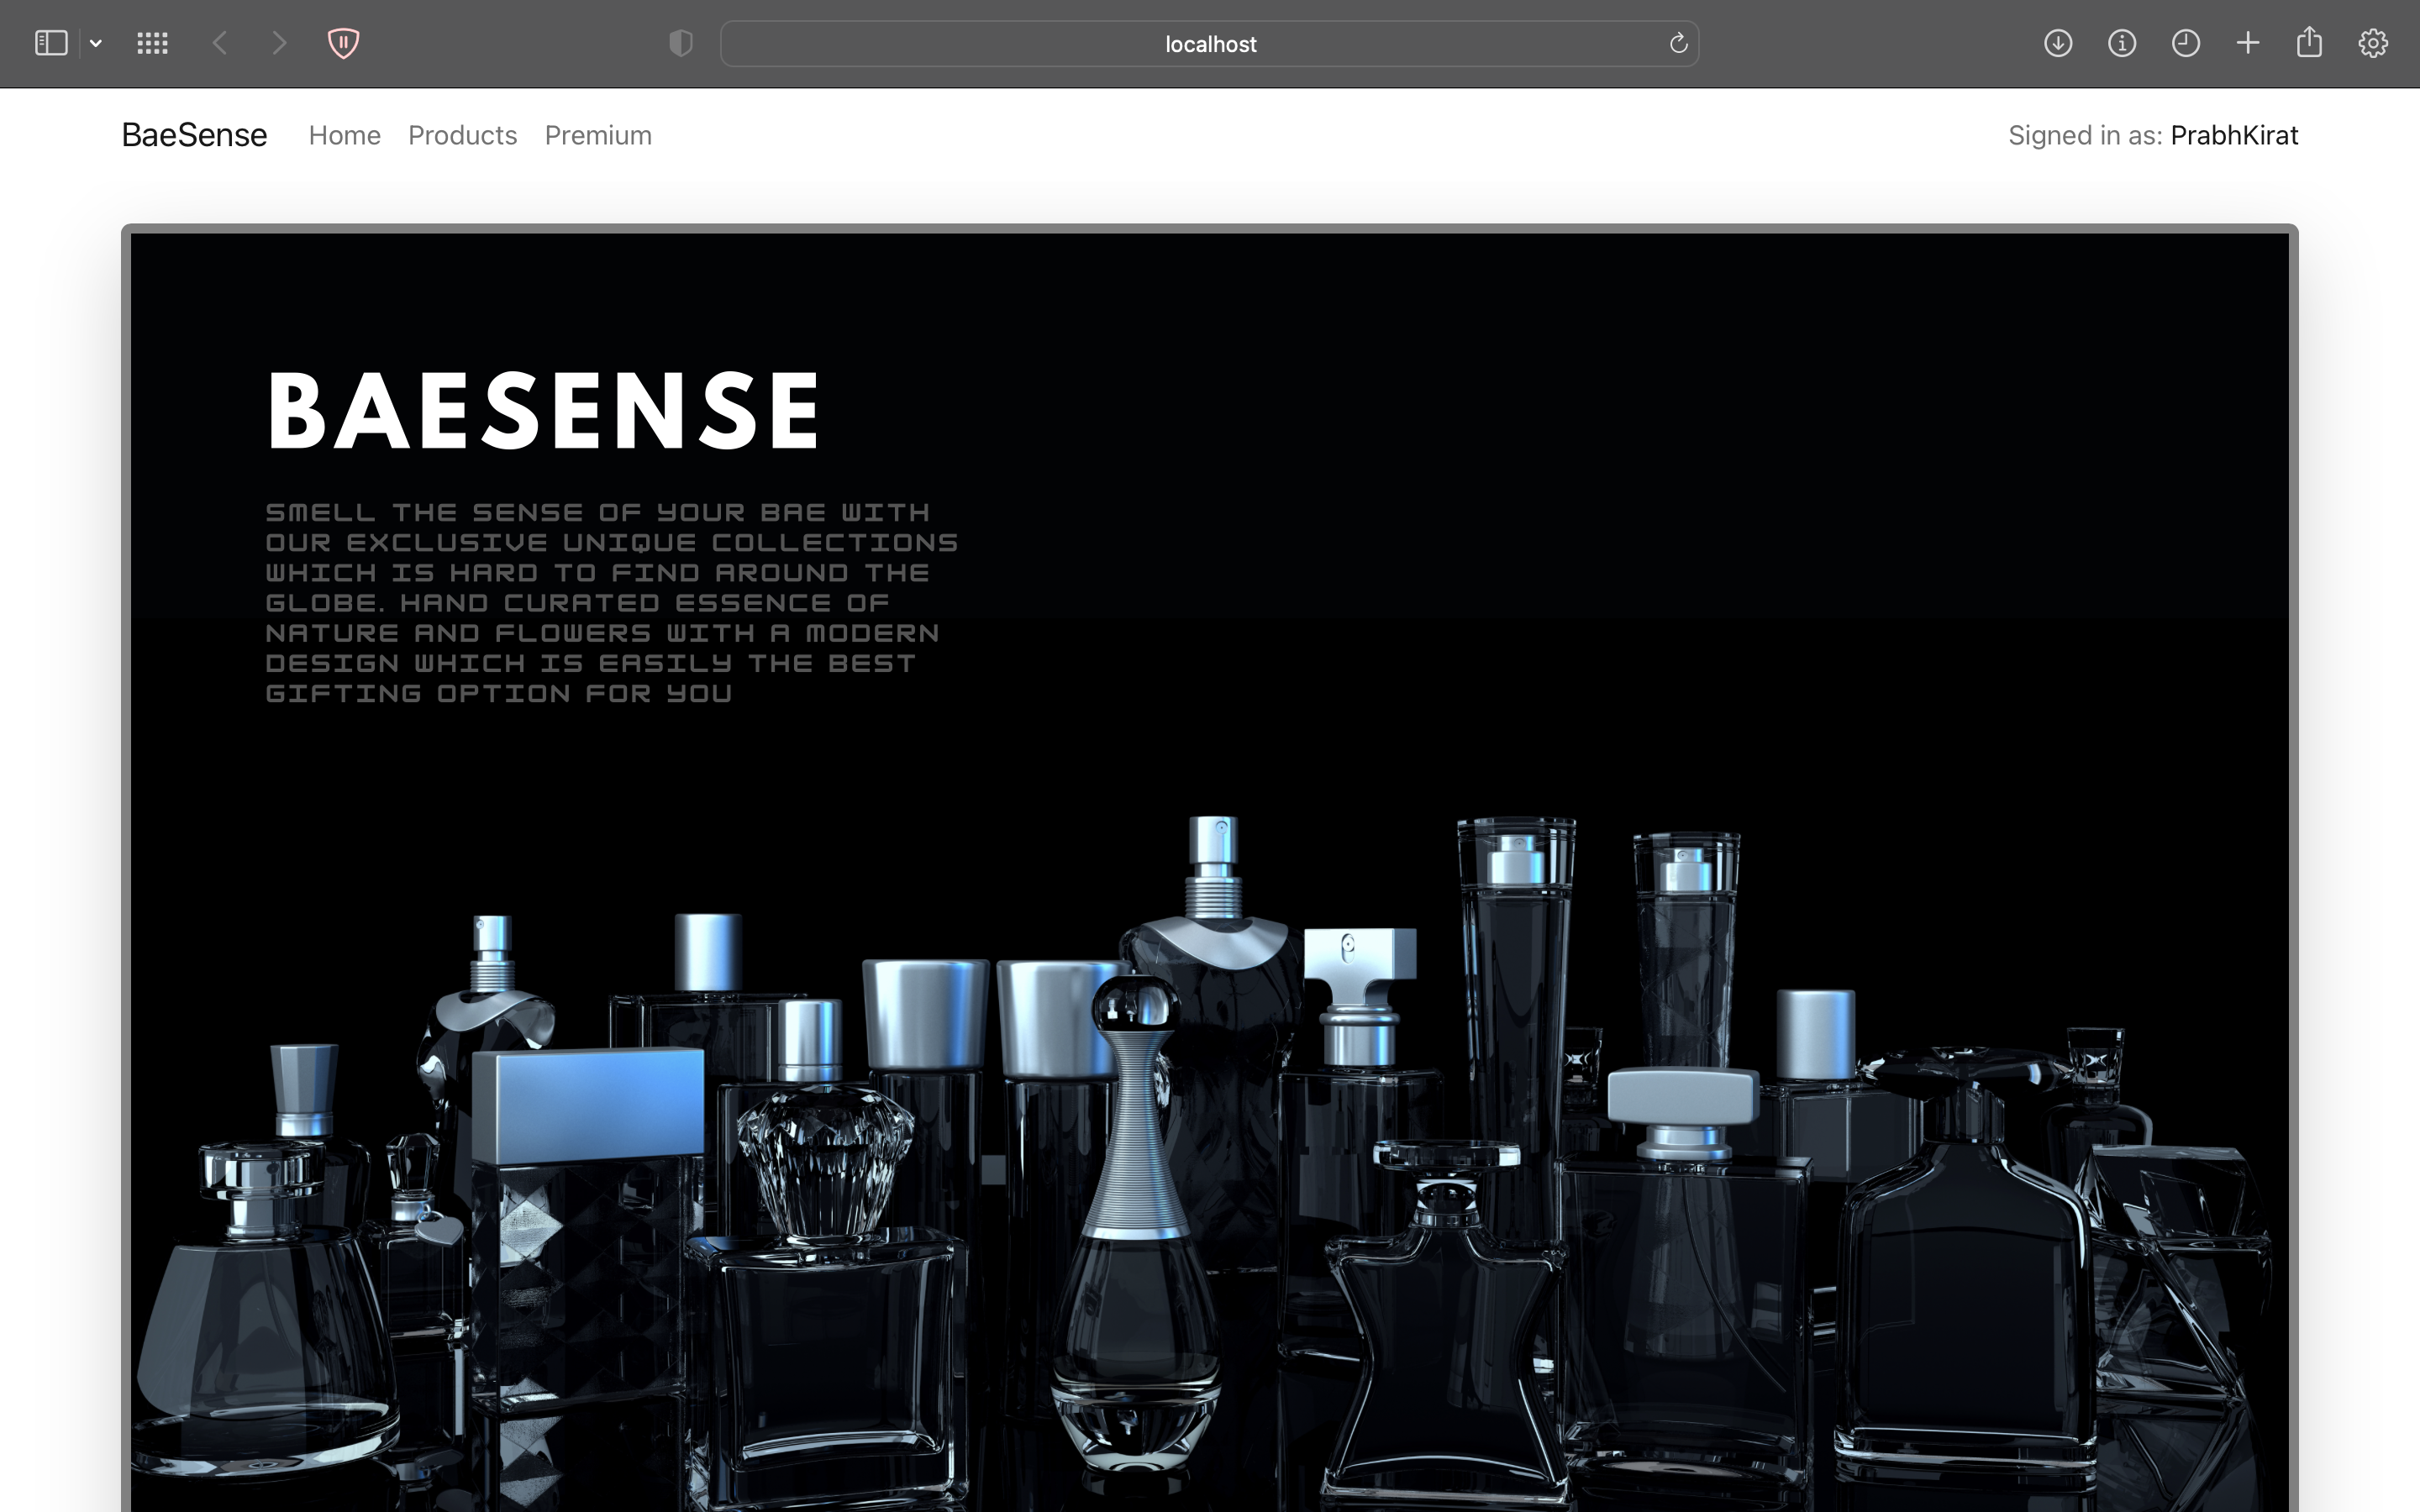 localhost
BaeSense Home Products Premium Signed in as: PrabhKirat
BAESENSE
SMELL THE SENSE OF YOUR BAE WITH
OUR EXCLUSIVE UNIQUE COLLECTIONS
WHICH IS HARD TO FIND AROUND THE
GLOBE. HAND CURATED ESSENCE OF
NATURE AND FLOWERS WITH A MODERN
DESIGN WHICH IS EASILY THE BEST
GIFTING OPTION FOR YOU